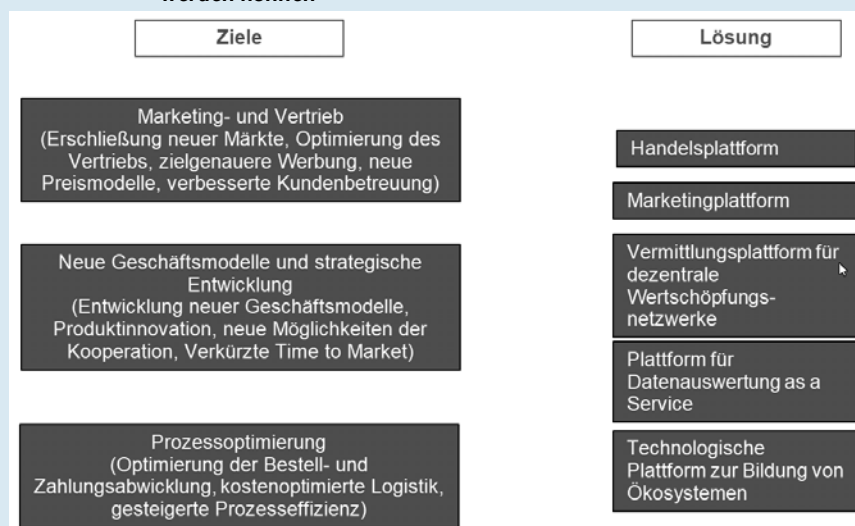 werden können
Ziele
Lösung
Marketing- und Vertrieb
(Erschließung neuer Märkte, Optimierung des
Vertriebs, zielgenauere Werbung, neue
Preismodelle, verbesserte Kundenbetreuung)
Neue Geschäftsmodelle und strategische
Entwicklung
(Entwicklung neuer Geschäftsmodelle,
Produktinnovation, neue Möglichkeiten der
Kooperation, Verkürzte Time to Market)
Prozessoptimierung
(Optimierung der Bestell- und
Zahlungsabwicklung, kostenoptimierte Logistik,
gesteigerte Prozesseffizienz)
Handelsplattform
Marketingplattform
Vermittlungsplattform für
dezentrale
Wertschöpfungs-
netzwerke
Plattform für
Datenauswertung as a
Service
Technologische
Plattform zur Bildung von
Ökosystemen